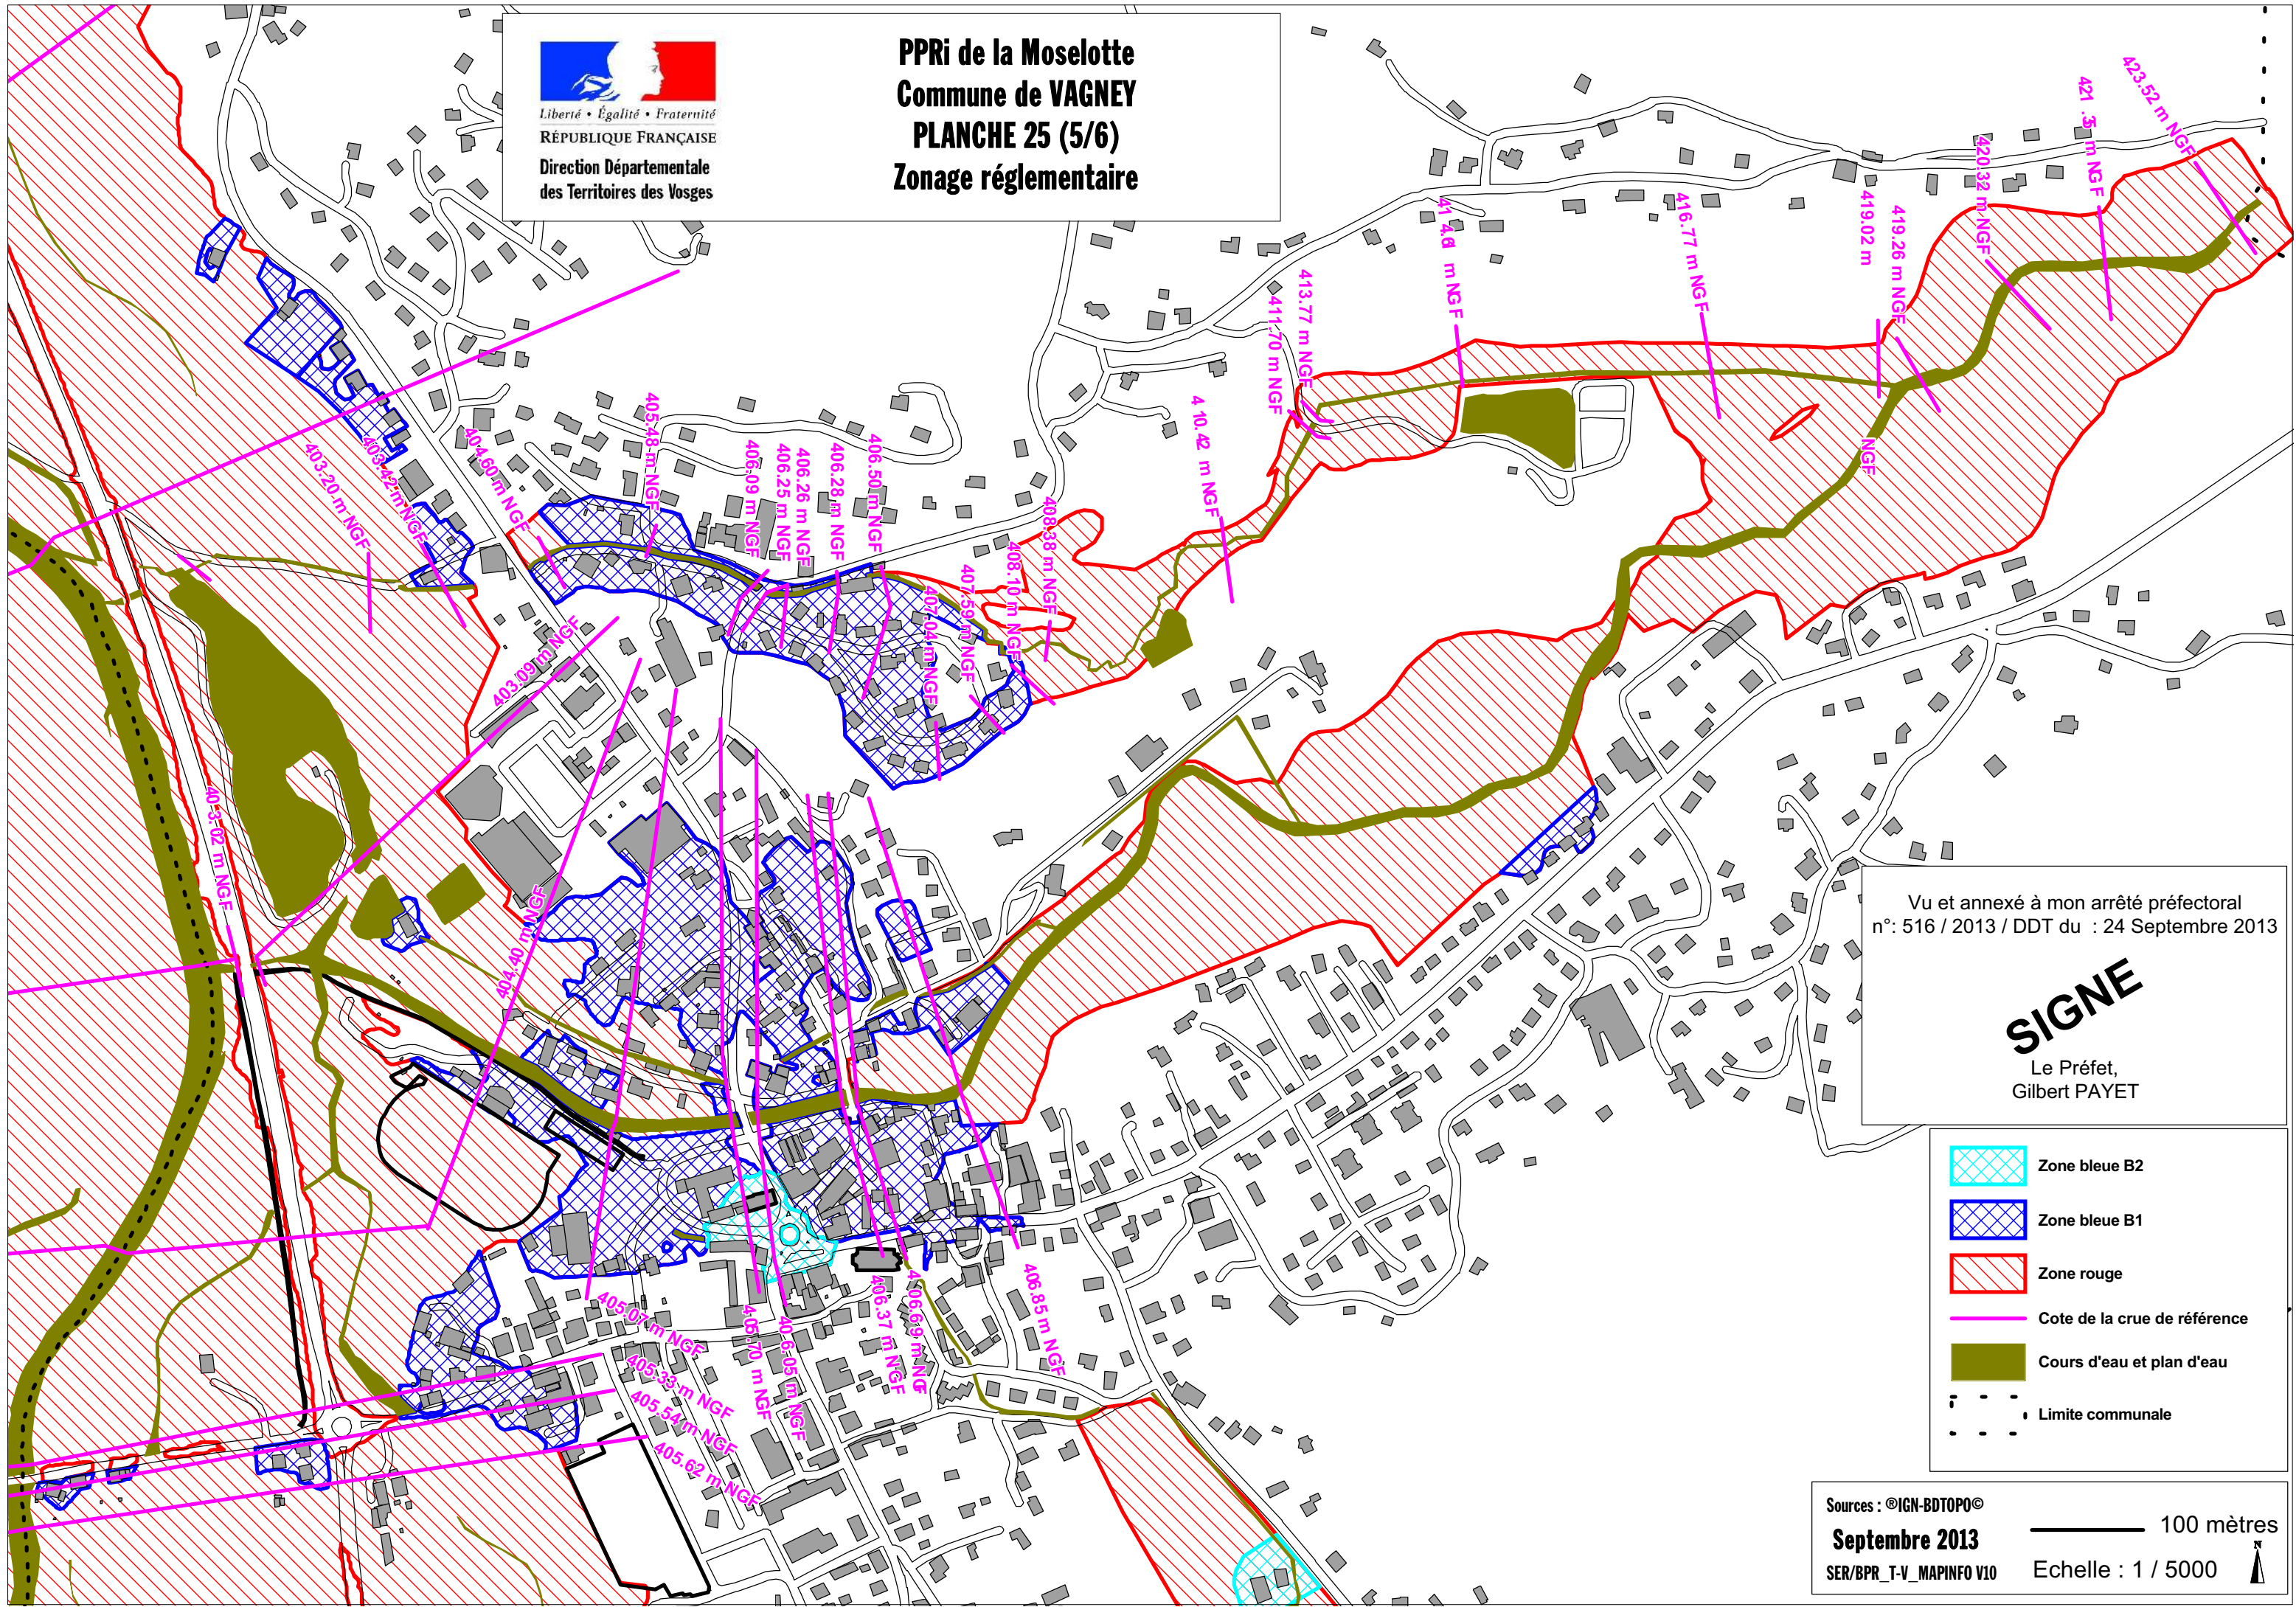 PPRi de la Moselotte
Commune de VAGNEY
PLANCHE 25 (5/6)
Zonage réglementaire
Liberté • Égalité • Fraternité
RÉPUBLIQUE FRANÇAISE
Direction Départementale
des Territoires des Vosges
423.52 m NGF
421 .35 m NGF
420.32 m NGF
419.26 m NGF
419.02 m
NGF
416.77 m NGF
41 4.61 m NGF
413.77 m NGF
411.70 m NGF
4 10.42 m NGF
408.38 m NGF
408.10 m NGF
407.59 m NGF
407.04 m NGF
406.50 m NGF
406.28 m NGF
406.26 m NGF
406.25 m NGF
406.09 m NGF
405.48 m NGF
404.60 m NGF
403.42 m NGF
403.20 m NGF
403.09 m NGF
403.02 m NGF
404.40 m NGF
405.07 m NGF
405.33 m NGF
405.54 m NGF
405.62 m NGF
405.70 m NGF
406.05 m NGF
406.37 m NGF
406.69 m NGF
406.85 m NGF
Vu et annexé à mon arrêté préfectoral
n°: 516 / 2013 / DDT du : 24 Septembre 2013
SIGNE
Le Préfet,
Gilbert PAYET
Zone bleue B2
Zone bleue B1
Zone rouge
Cote de la crue de référence
Cours d'eau et plan d'eau
Limite communale
Sources : ®IGN-BDTOPO©
Septembre 2013
SER/BPR_T-V_MAPINFO V10
100 mètres
Echelle : 1 / 5000
N